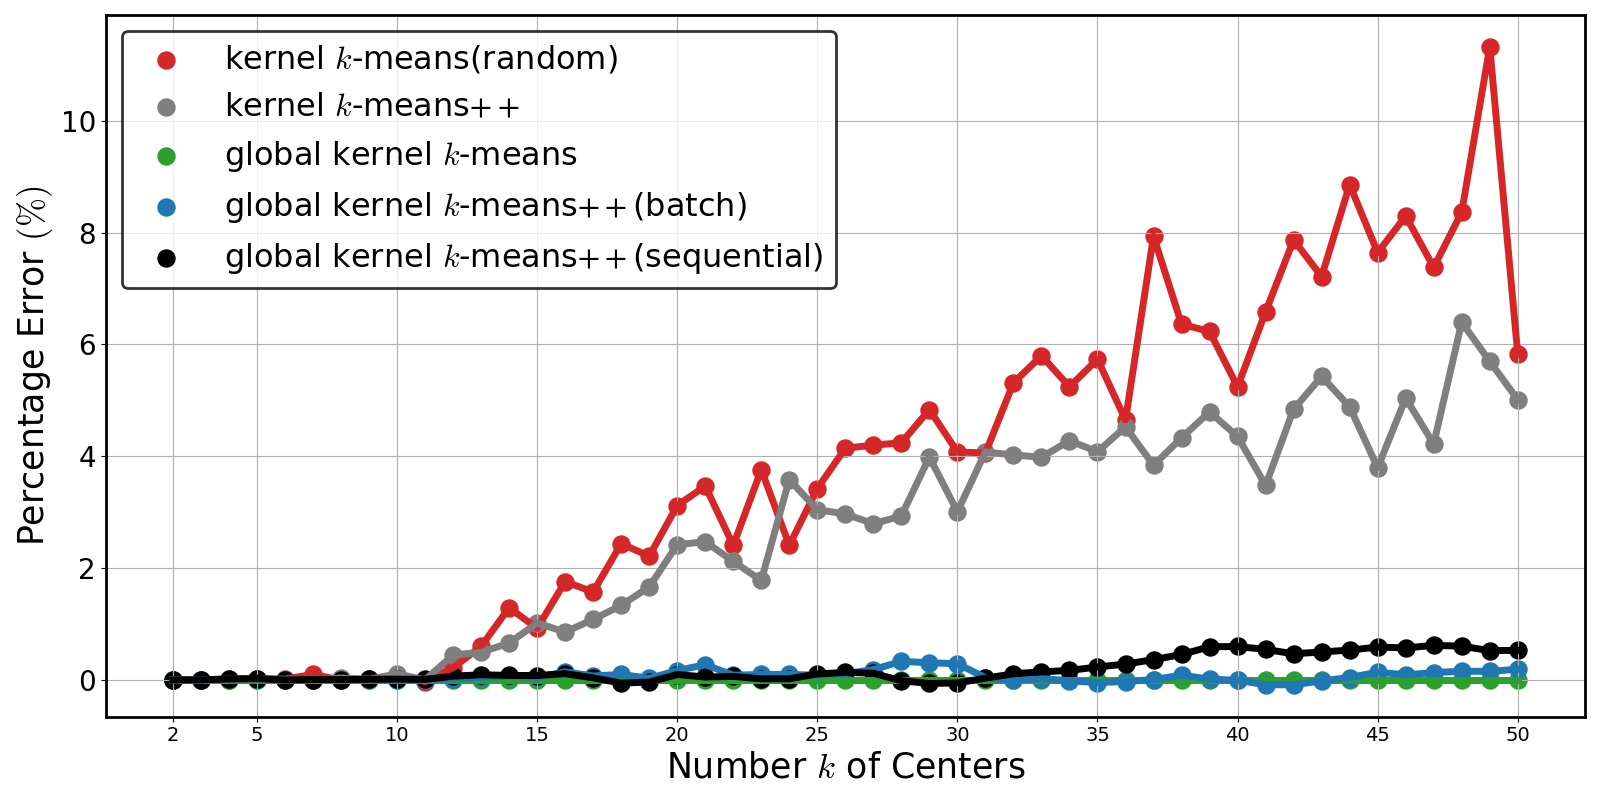 kernel k-means(random)
kernel k-means++
global kernel k-means
global kernel k-means++(batch)
global kernel k-means++(sequential)
Percentage Error (%)
10
8
6
4
2
0
2 5 10 15 20 25 30 35 40 45 50
Number k of Centers